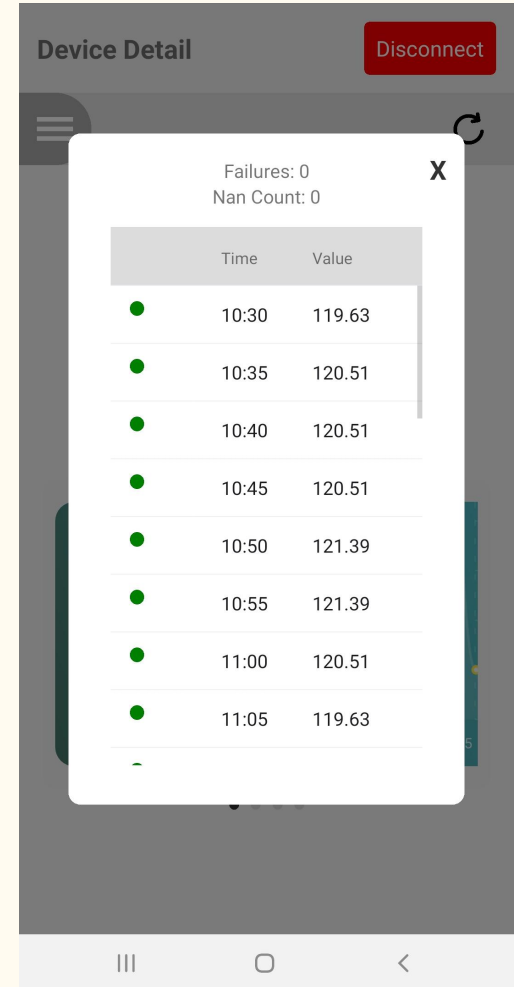 Device Detail Disconnect
Failures: 0 X
Nan Count: 0
Time Value
10:30 119.63
10:35 120.51
10:40 120.51
10:45 120.51
10:50 121.39
10:55 121.39
11:00 120.51
11:05 119.63
5